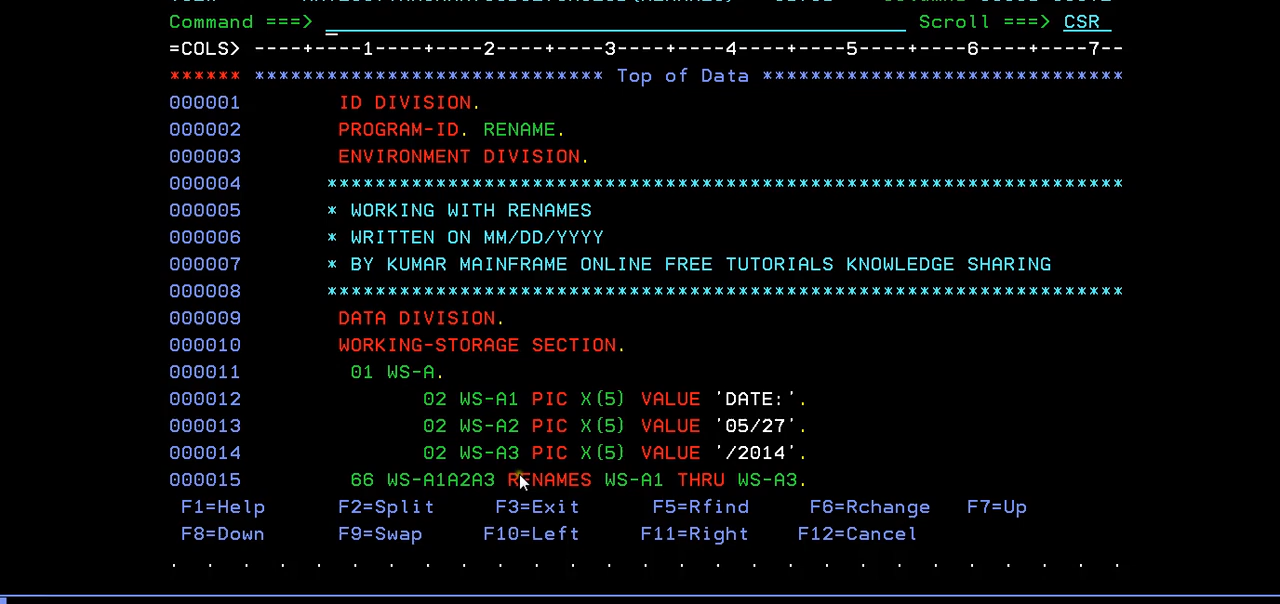 Command ===> Scroll ===> CSR
=COLS> ----+----1----+----2----+----3----+----4----+----5----+----6----+----7--
****** ***************************** Top of Data ******************************
000001 ID DIVISION.
000002 PROGRAM-ID. RENAME.
000003 ENVIRONMENT DIVISION.
000004 ******************************************************************
000005 * WORKING WITH RENAMES
000006 * WRITTEN ON MM/DD/YYYY
000007 * BY KUMAR MAINFRAME ONLINE FREE TUTORIALS KNOWLEDGE SHARING
000008 ******************************************************************
000009 DATA DIVISION.
000010 WORKING-STORAGE SECTION.
000011 01 WS-A.
000012 02 WS-A1 PIC X(5) VALUE 'DATE:'.
000013 02 WS-A2 PIC X(5) VALUE '05/27'.
000014 02 WS-A3 PIC X(5) VALUE '/2014'.
000015 66 WS-A1A2A3 RENAMES WS-A1 THRU WS-A3.
F1=Help F2=Split F3=Exit F5=Rfind F6=Rchange F7=Up
F8=Down F9=Swap F10=Left F11=Right F12=Cancel